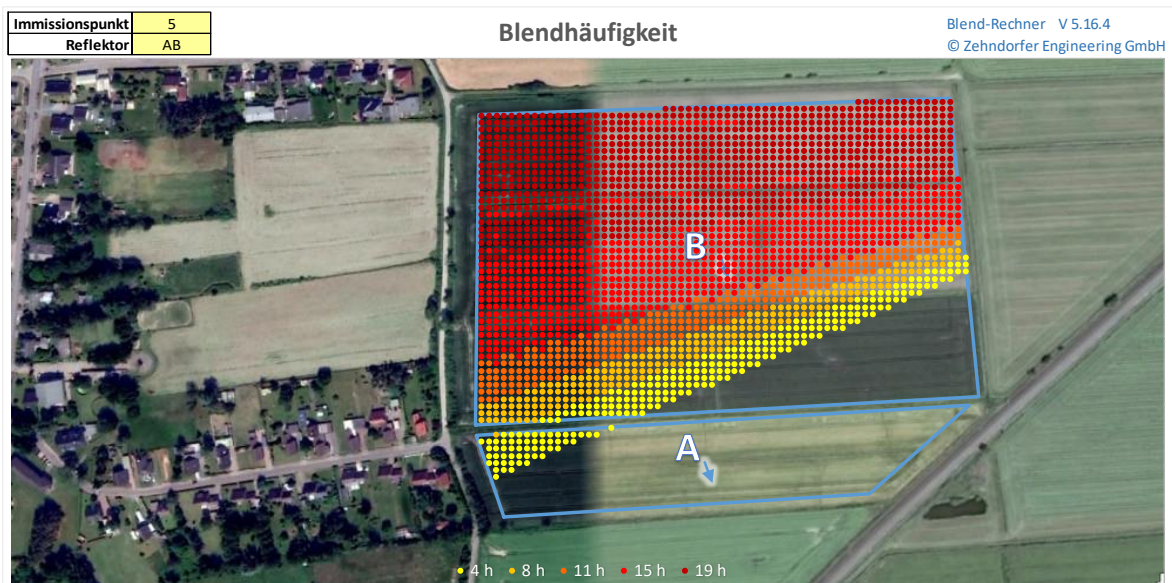 Immissionspunkt 5
Reflektor AB
Blendhäufigkeit
Blend-Rechner V 5.16.4
© Zehndorfer Engineering GmbH
B
A
4 h 8 h 11 h 15 h 19 h